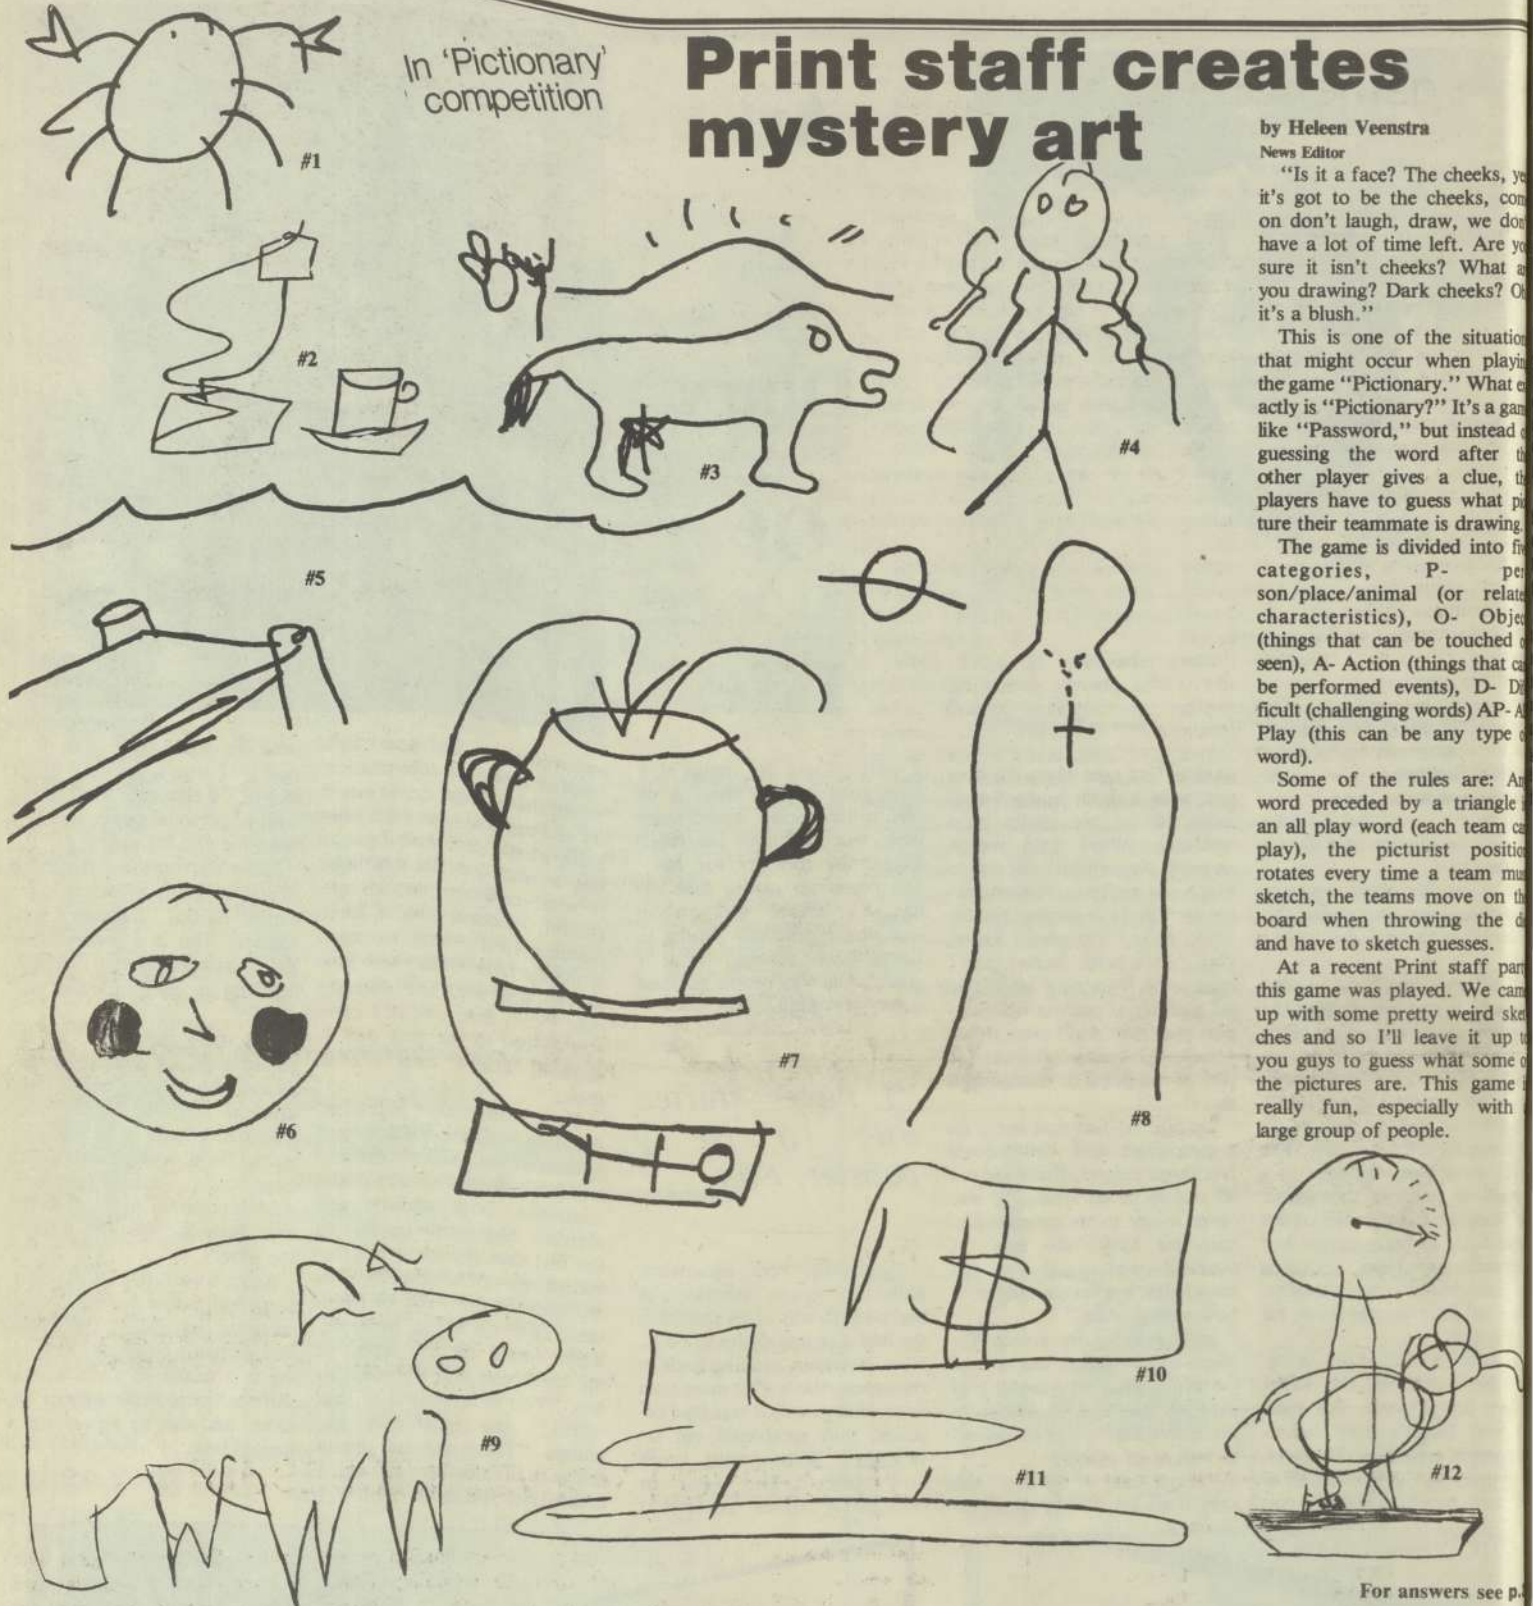 In 'Pictionary'
competition
Print staff creates
mystery art
by Heleen Veenstra
News Editor
"Is it a face? The cheeks,
it's got to be the cheeks,
on don't laugh, draw, we
have a lot of time left. Are
sure it isn't cheeks? What
you drawing? Dark cheeks?
it's a blush."
This is one of the
that might occur when
the game "Pictionary." What
actly is "Pictionary?" It's a
like "Password," but instead
guessing the word after
other player gives a clue,
players have to guess what
ture their teammate is drawing.
The game is divided into
categories, P-
son/place/animal (or
characteristics), O-
(things that can be touched
seen), A- Action (things that
be performed events), D-
ficult (challenging words) AP-
Play (this can be any type
word).
Some of the rules are:
word preceded by a triangle
an all play word (each team
play), the picturist
rotates every time a team
sketch, the teams move on
board when throwing the
and have to sketch guesses.
At a recent Print staff
this game was played. We
up with some pretty weird
ches and so I'll leave it up
you guys to guess what some
the pictures are. This game
really fun, especially with
large group of people.
#1
#2
#3
#4
#5
#6
#7
#8
#9
#10
$
#11
#12
For answers see